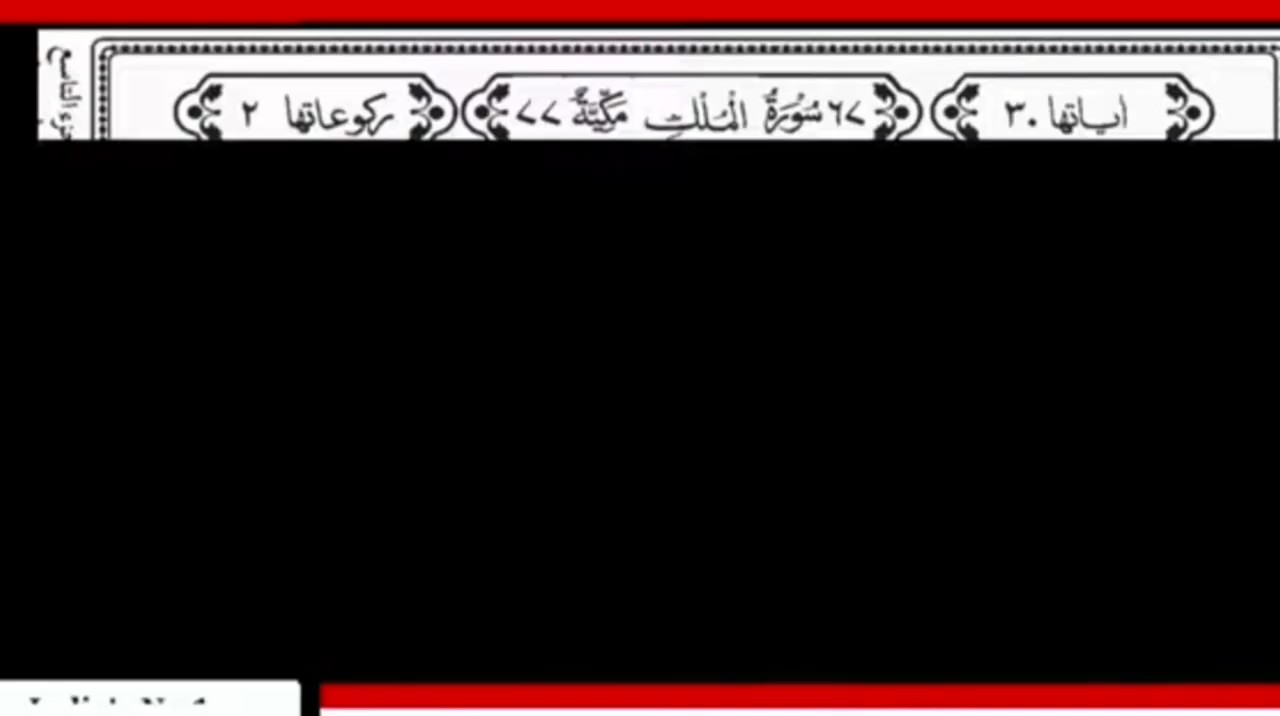 اٰیاتها ٣٠ ٦٧ سُوْرَةُ الْمُلْكِ مَكِّيَّةٌ ٧٧ رکوعاتها ٢